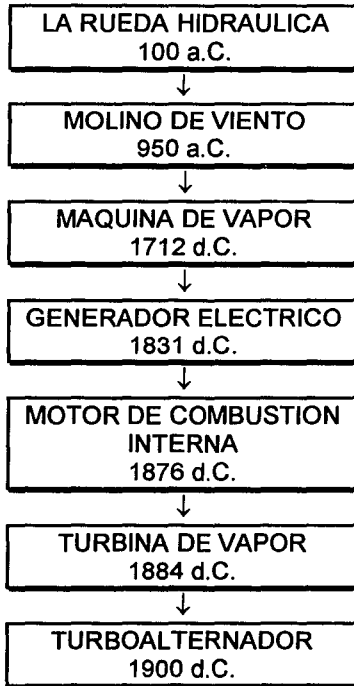 LA RUEDA HIDRAULICA
100 a.C.
↓
MOLINO DE VIENTO
950 a.C.
↓
MAQUINA DE VAPOR
1712 d.C.
↓
GENERADOR ELECTRICO
1831 d.C.
↓
MOTOR DE COMBUSTION
INTERNA
1876 d.C.
↓
TURBINA DE VAPOR
1884 d.C.
↓
TURBOALTERNADOR
1900 d.C.